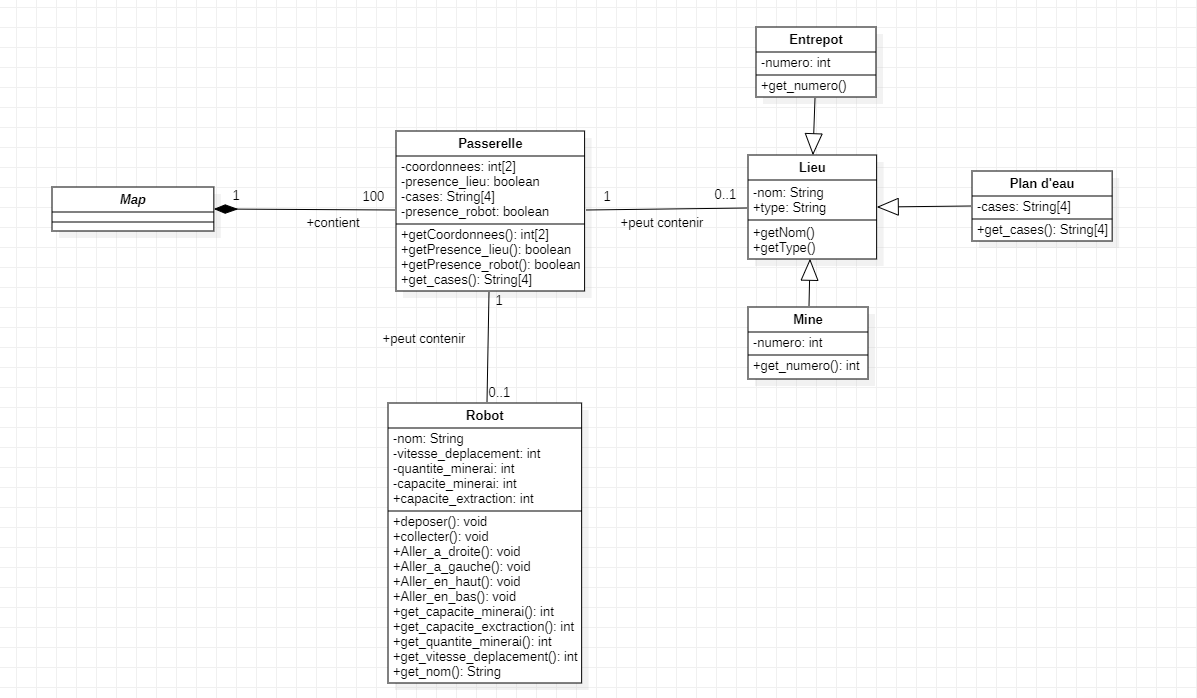 Entrepot
-numero: int
+get_numero()
Passerelle
-coordonnees: int[2]
-presence_lieu: boolean
-cases: String[4]
-presence_robot: boolean
+getCoordonnees(): int[2]
+getPresence_lieu(): boolean
+getPresence_robot(): boolean
+get_cases(): String[4]
Map
1
100
+contient
1
0..1
+peut contenir
Lieu
-nom: String
+type: String
+getNom()
+getType()
Plan d'eau
-cases: String[4]
+get_cases(): String[4]
Mine
-numero: int
+get_numero(): int
1
+peut contenir
0..1
Robot
-nom: String
-vitesse_deplacement: int
-quantite_minerai: int
-capacite_minerai: int
+capacite_extraction: int
+deposer(): void
+collecter(): void
+Aller_a_droite(): void
+Aller_a_gauche(): void
+Aller_en_haut(): void
+Aller_en_bas(): void
+get_capacite_minerai(): int
+get_capacite_exctraction(): int
+get_quantite_minerai(): int
+get_vitesse_deplacement(): int
+get_nom(): String